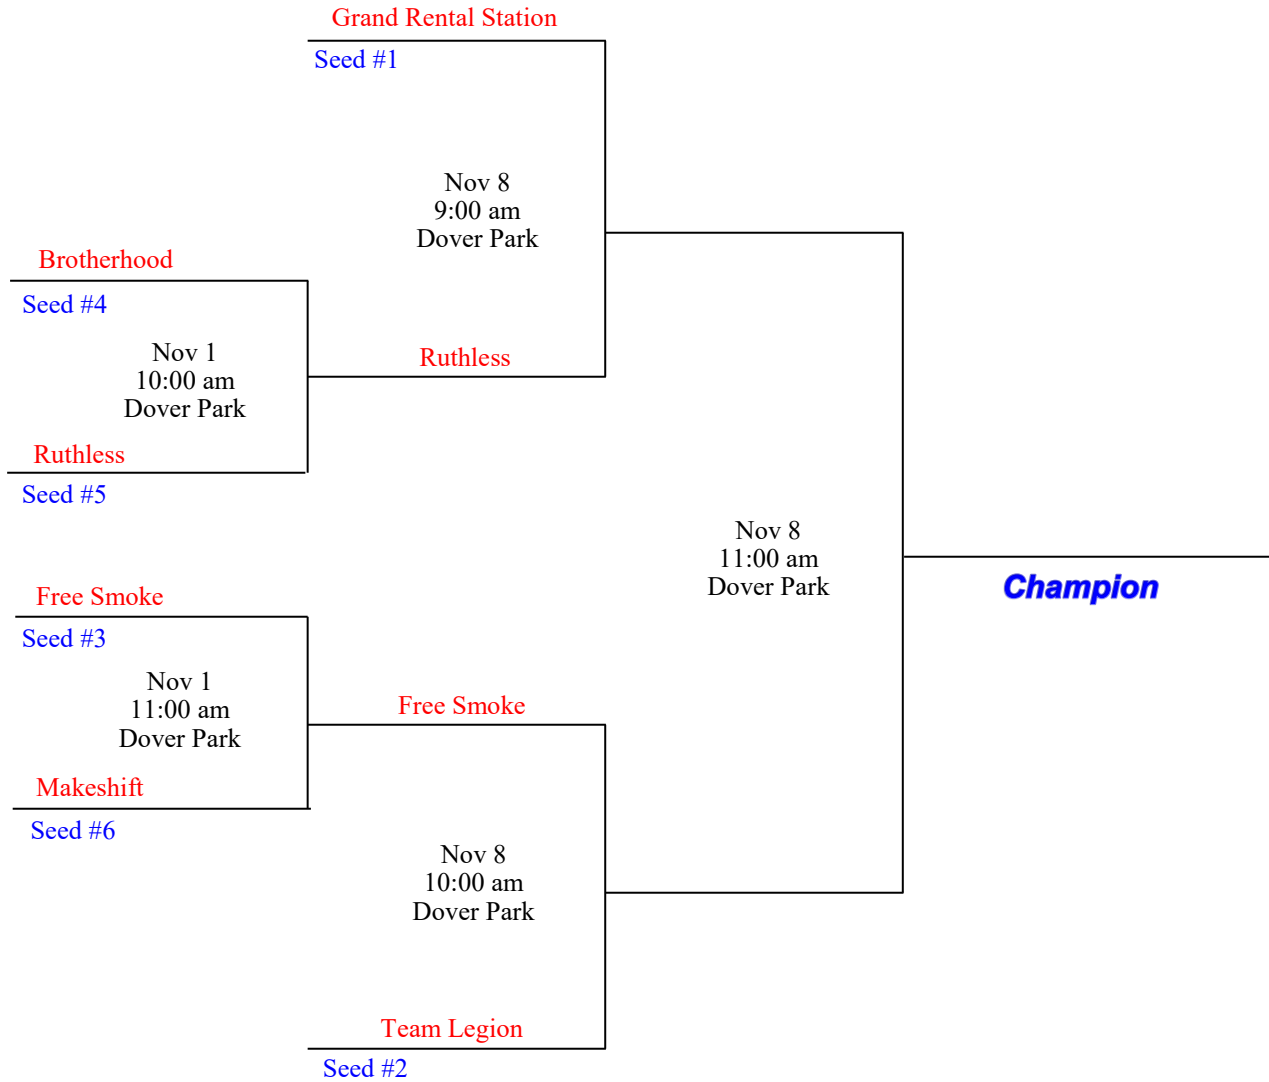 Grand Rental Station
Seed #1
Nov 8
9:00 am
Dover Park
Brotherhood
Seed #4
Nov 1
10:00 am
Dover Park
Ruthless
Ruthless
Seed #5
Nov 8
11:00 am
Dover Park
Champion
Free Smoke
Seed #3
Nov 1
11:00 am
Dover Park
Free Smoke
Makeshift
Seed #6
Nov 8
10:00 am
Dover Park
Team Legion
Seed #2